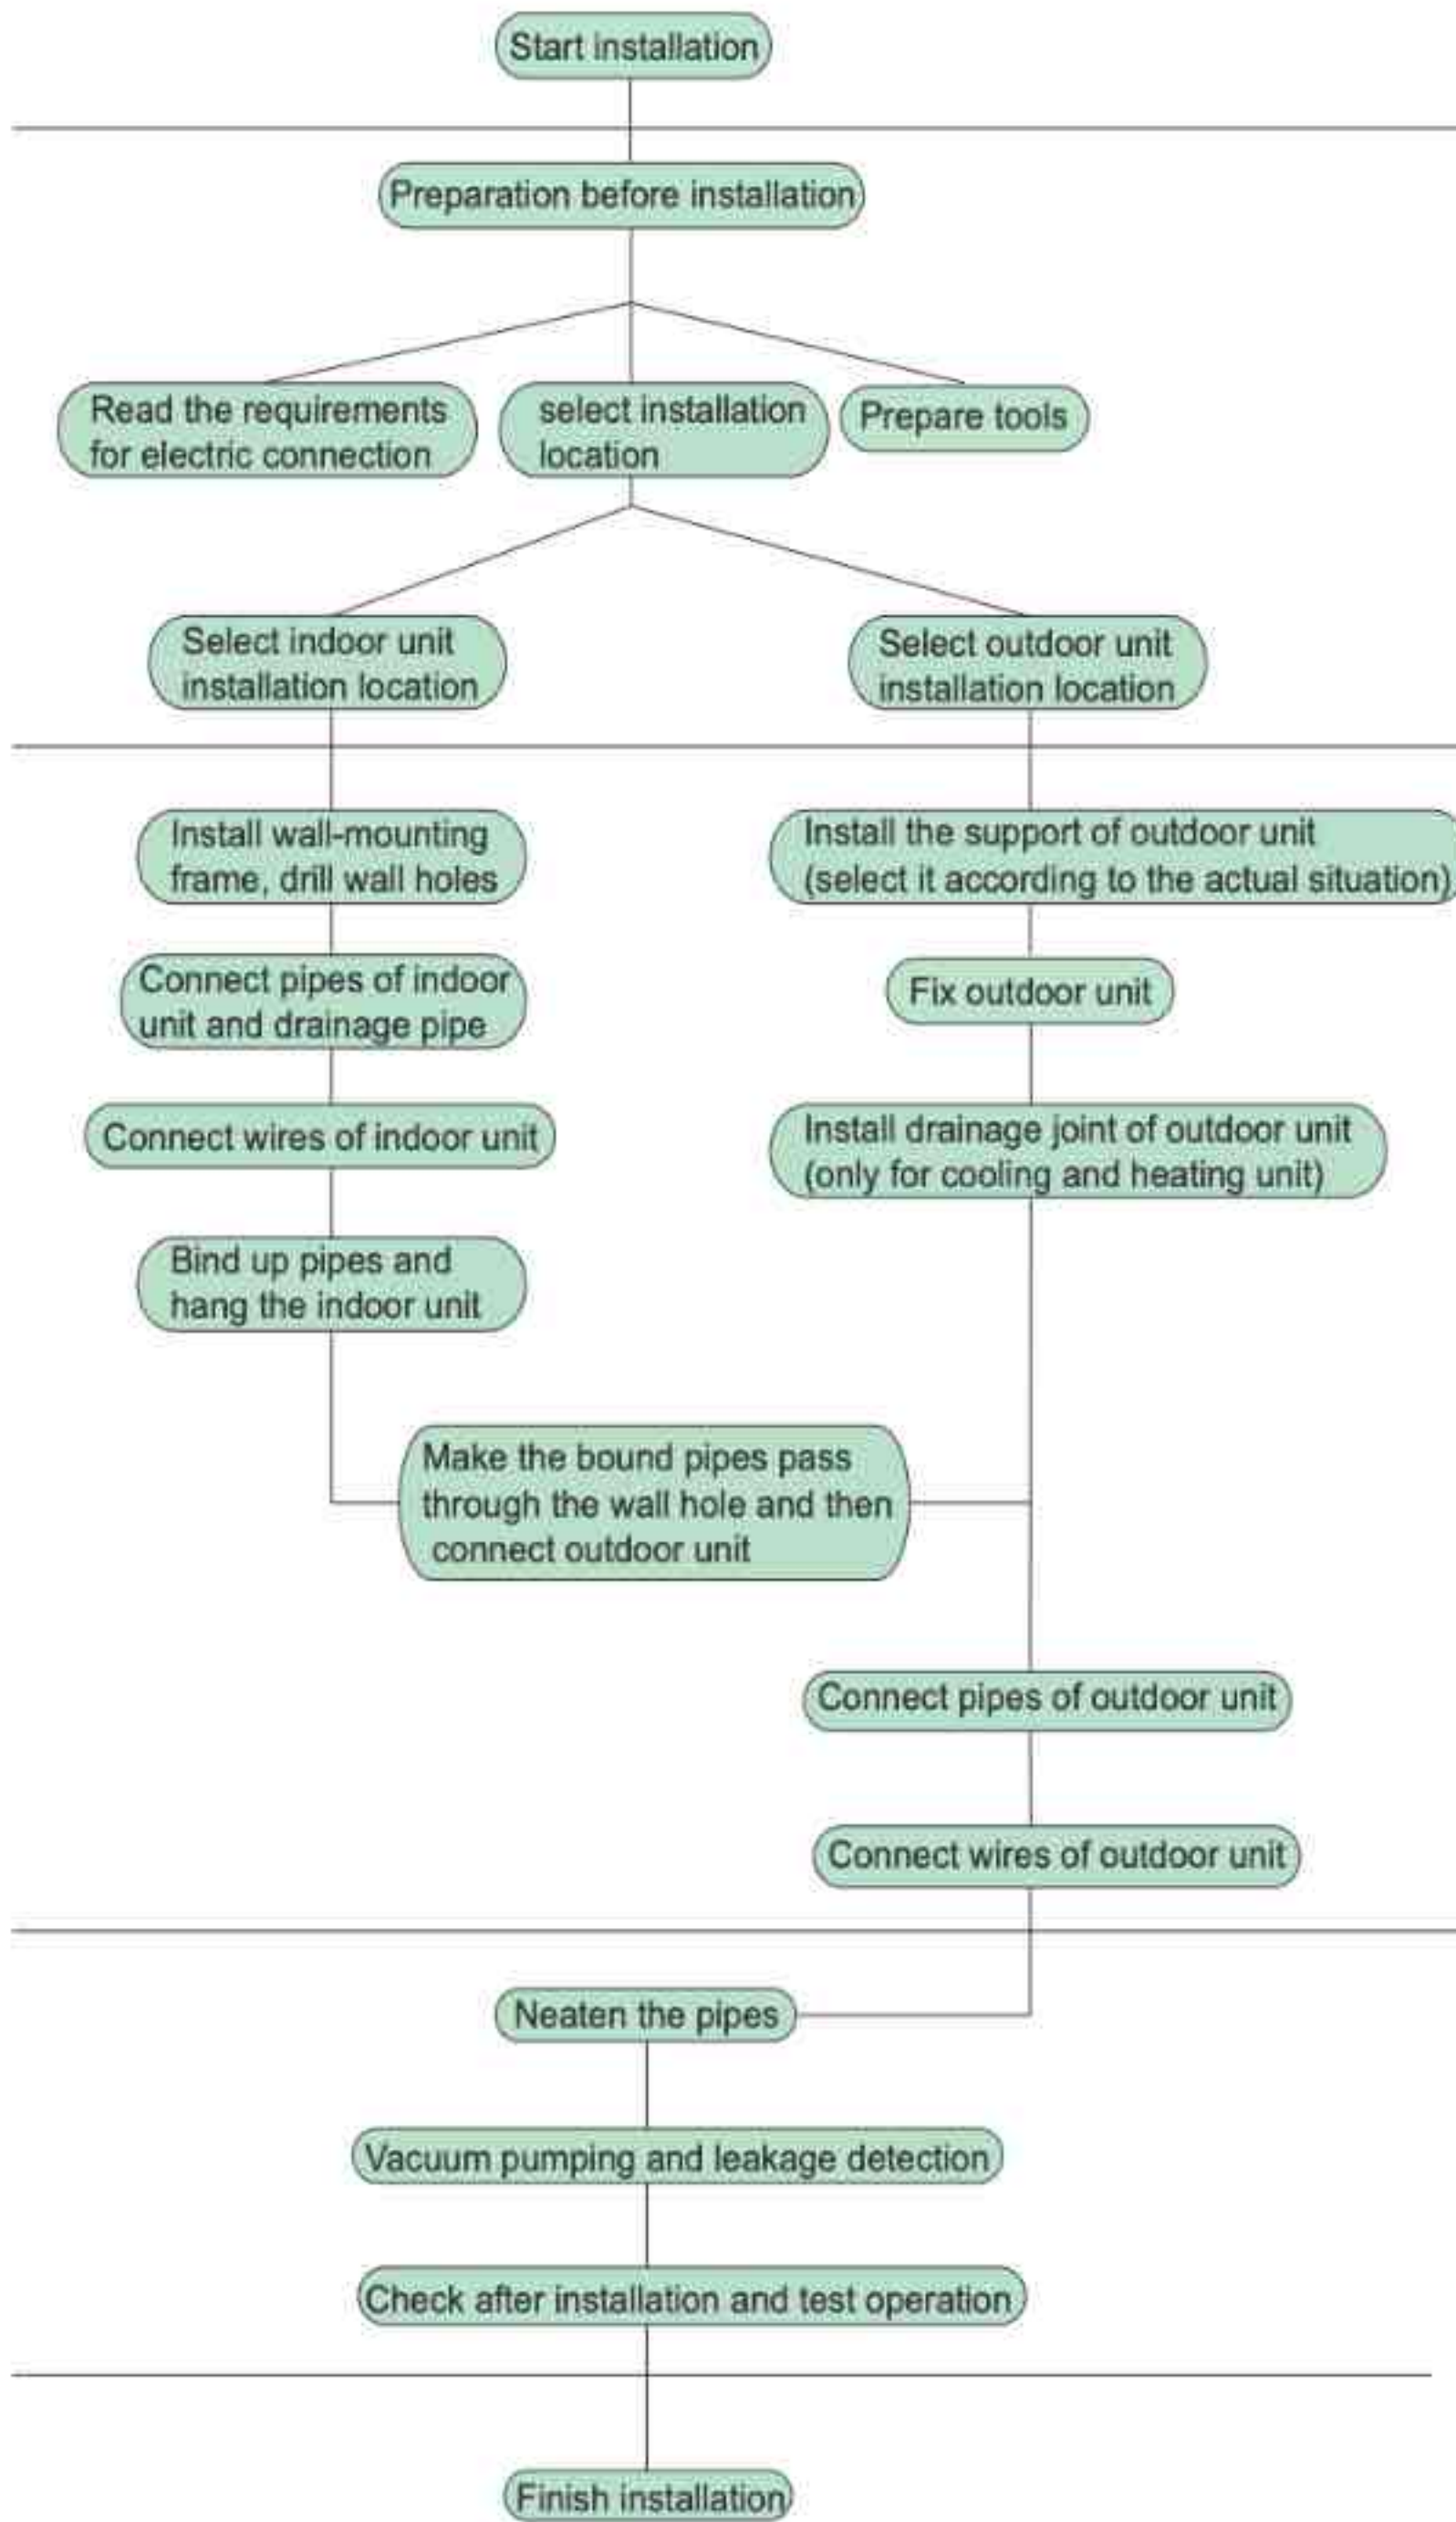 Start installation
Preparation before installation
Read the requirements
for electric connection
select installation
location
Prepare tools
Select indoor unit
installation location
Select outdoor unit
installation location
Install wall-mounting
frame, drill wall holes
Install the support of outdoor unit
(select it according to the actual situation)
Connect pipes of indoor
unit and drainage pipe
Fix outdoor unit
Connect wires of indoor unit
Install drainage joint of outdoor unit
(only for cooling and heating unit)
Bind up pipes and
hang the indoor unit
Make the bound pipes pass
through the wall hole and then
connect outdoor unit
Connect pipes of outdoor unit
Connect wires of outdoor unit
Neaten the pipes
Vacuum pumping and leakage detection
Check after installation and test operation
Finish installation